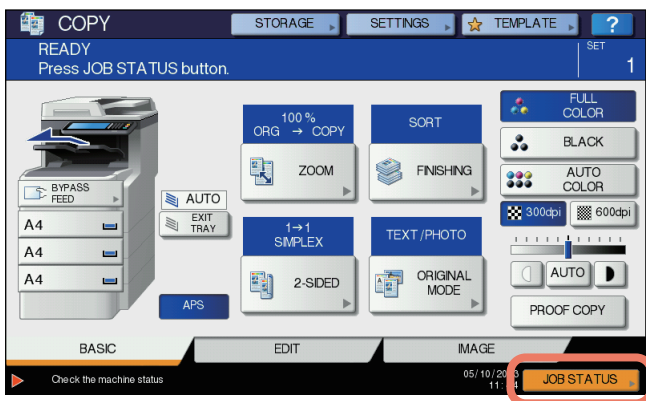 COPY
STORAGE
SETTINGS
TEMPLATE
?
READY
Press JOB STATUS button.
SET
1
100 %
ORG → COPY
ZOOM
SORT
FINISHING
FULL
COLOR
BLACK
AUTO
COLOR
300dpi
600dpi
BYPASS
FEED
A4
A4
A4
AUTO
EXIT
TRAY
APS
1→1
SIMPLEX
2-SIDED
TEXT/PHOTO
ORIGINAL
MODE
AUTO
PROOF COPY
BASIC
EDIT
IMAGE
Check the machine status
JOB STATUS